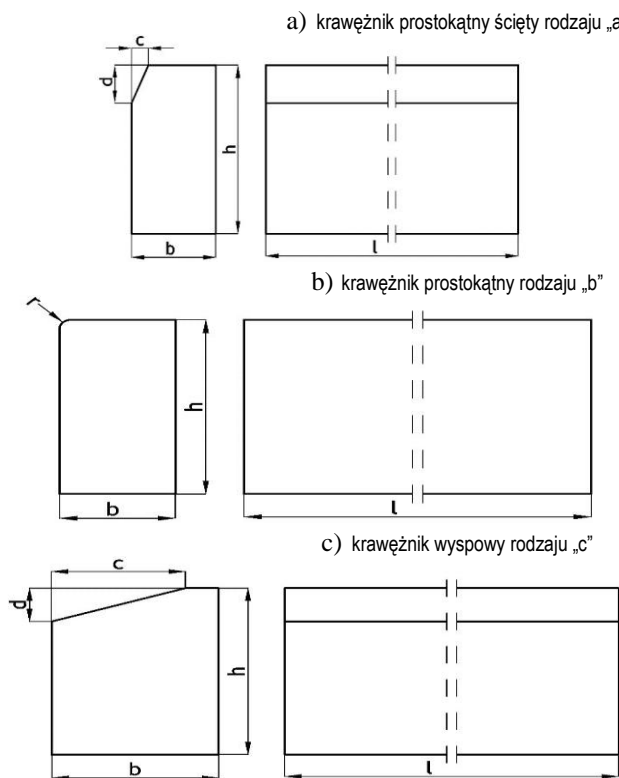 a) krawężnik prostokątny ścięty rodzaju „a
c
d
h
b
l
b) krawężnik prostokątny rodzaju „b”
r
h
b
l
c) krawężnik wyspowy rodzaju „c”
c
d
h
b
l